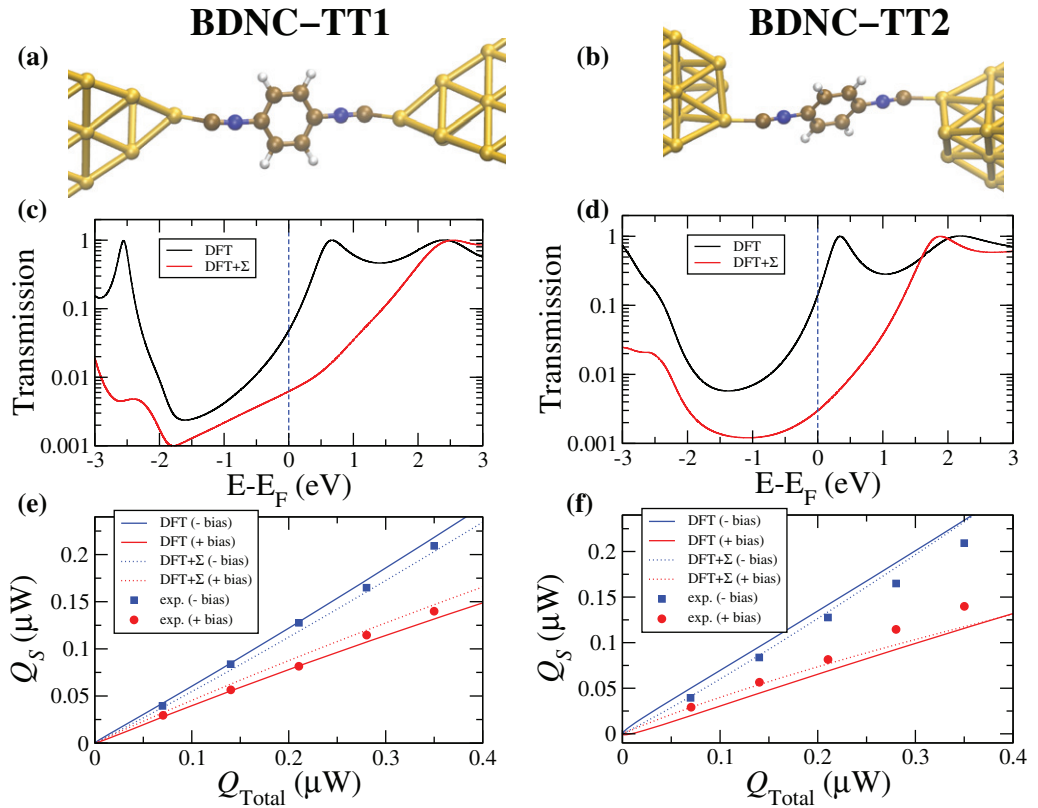 BDNC–TT1
BDNC–TT2
(a)
(b)
(c)
(d)
Transmission
1
0.1
0.01
0.001
DFT
DFT+Σ
-3 -2 -1 0 1 2 3
E-E_F (eV)
Transmission
1
0.1
0.01
0.001
DFT
DFT+Σ
-3 -2 -1 0 1 2 3
E-E_F (eV)
(e)
(f)
Q_S (μW)
0.2
0.15
0.1
0.05
0
DFT (- bias)
DFT (+ bias)
DFT+Σ (- bias)
DFT+Σ (+ bias)
exp. (- bias)
exp. (+ bias)
0 0.1 0.2 0.3 0.4
Q_Total (μW)
Q_S (μW)
0.2
0.15
0.1
0.05
0
DFT (- bias)
DFT (+ bias)
DFT+Σ (- bias)
DFT+Σ (+ bias)
exp. (- bias)
exp. (+ bias)
0 0.1 0.2 0.3 0.4
Q_Total (μW)